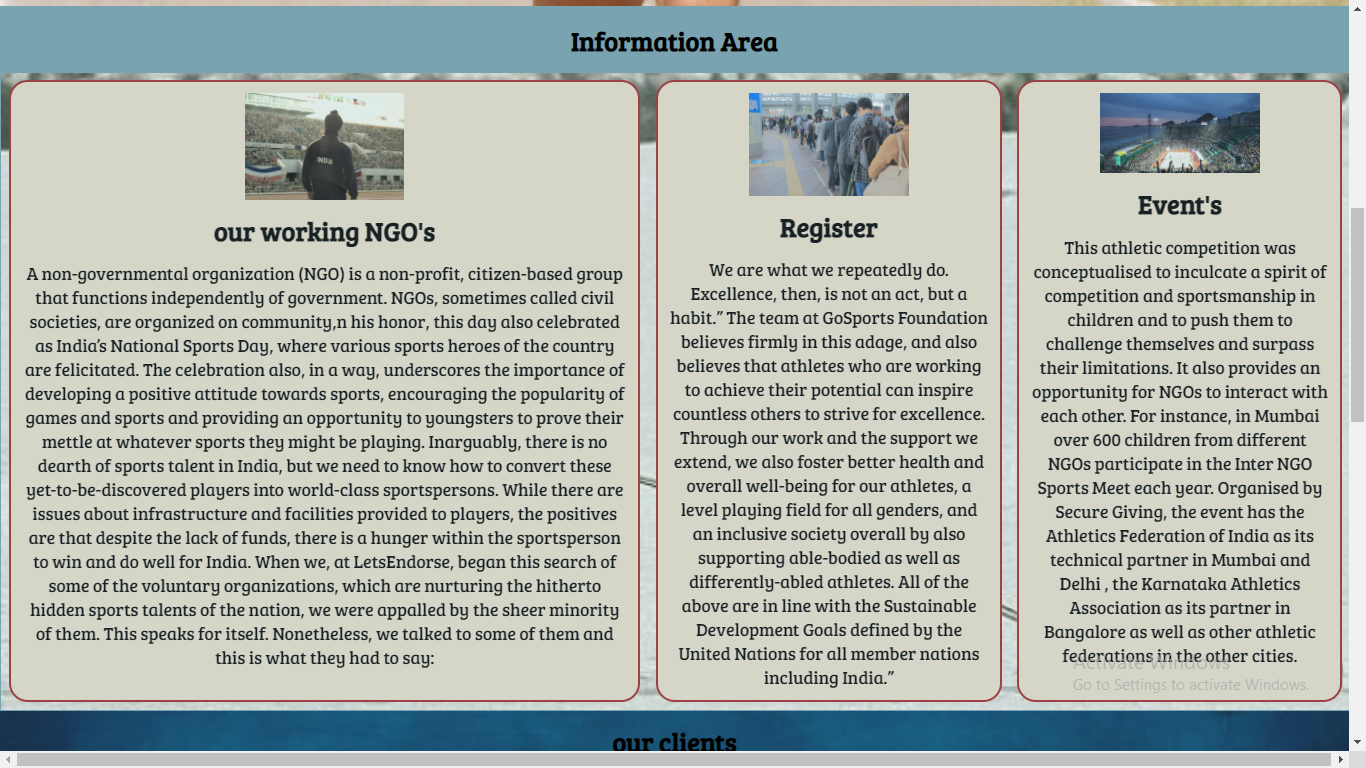 Information Area
INDIA
our working NGO's
A non-governmental organization (NGO) is a non-profit, citizen-based group
that functions independently of government. NGOs, sometimes called civil
societies, are organized on community,n his honor, this day also celebrated
as India's National Sports Day, where various sports heroes of the country
are felicitated. The celebration also, in a way, underscores the importance of
developing a positive attitude towards sports, encouraging the popularity of
games and sports and providing an opportunity to youngsters to prove their
mettle at whatever sports they might be playing. Inarguably, there is no
dearth of sports talent in India, but we need to know how to convert these
yet-to-be-discovered players into world-class sportspersons. While there are
issues about infrastructure and facilities provided to players, the positives
are that despite the lack of funds, there is a hunger within the sportsperson
to win and do well for India. When we, at LetsEndorse, began this search of
some of the voluntary organizations, which are nurturing the hitherto
hidden sports talents of the nation, we were appalled by the sheer minority
of them. This speaks for itself. Nonetheless, we talked to some of them and
this is what they had to say:
Register
We are what we repeatedly do.
Excellence, then, is not an act, but a
habit.” The team at GoSports Foundation
believes firmly in this adage, and also
believes that athletes who are working
to achieve their potential can inspire
countless others to strive for excellence.
Through our work and the support we
extend, we also foster better health and
overall well-being for our athletes, a
level playing field for all genders, and
an inclusive society overall by also
supporting able-bodied as well as
differently-abled athletes. All of the
above are in line with the Sustainable
Development Goals defined by the
United Nations for all member nations
including India.”
Event's
This athletic competition was
conceptualised to inculcate a spirit of
competition and sportsmanship in
children and to push them to
challenge themselves and surpass
their limitations. It also provides an
opportunity for NGOs to interact with
each other. For instance, in Mumbai
over 600 children from different
NGOs participate in the Inter NGO
Sports Meet each year. Organised by
Secure Giving, the event has the
Athletics Federation of India as its
technical partner in Mumbai and
Delhi , the Karnataka Athletics
Association as its partner in
Bangalore as well as other athletic
federations in the other cities.
Activate Windows
Go to Settings to activate Windows.
our clients